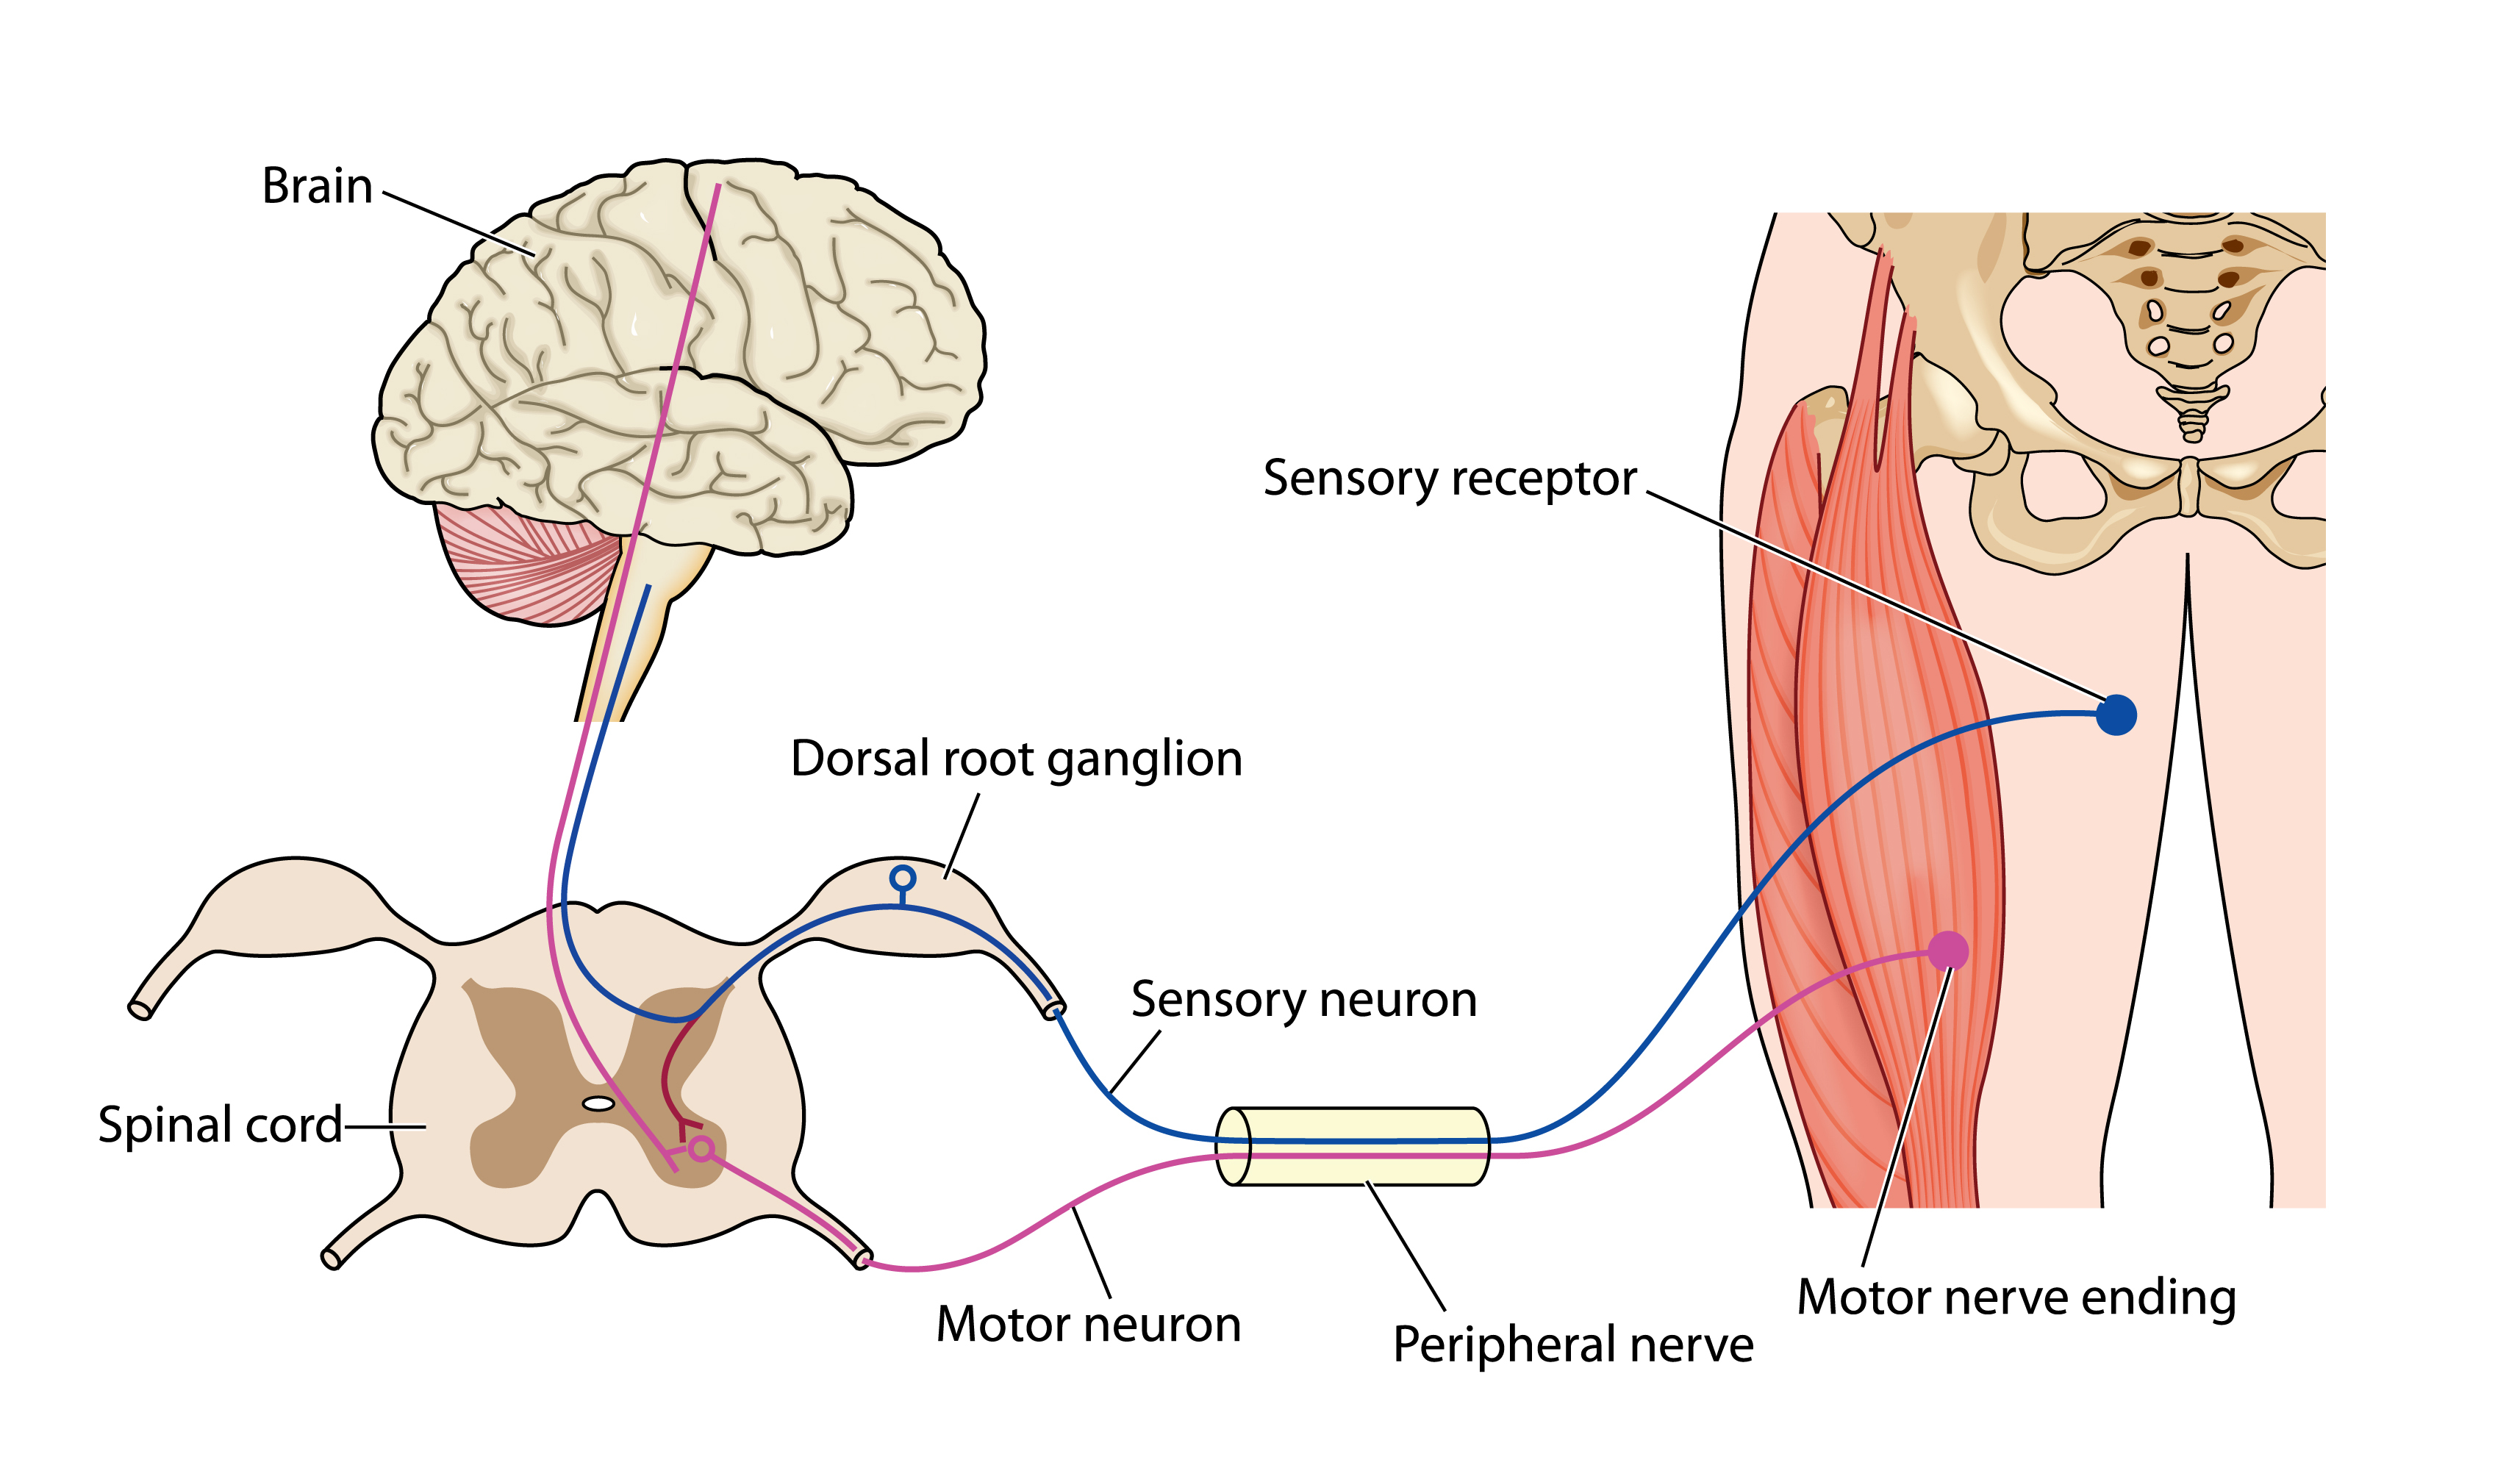 Brain
Sensory receptor
Dorsal root ganglion
Sensory neuron
Spinal cord
Motor neuron
Peripheral nerve
Motor nerve ending